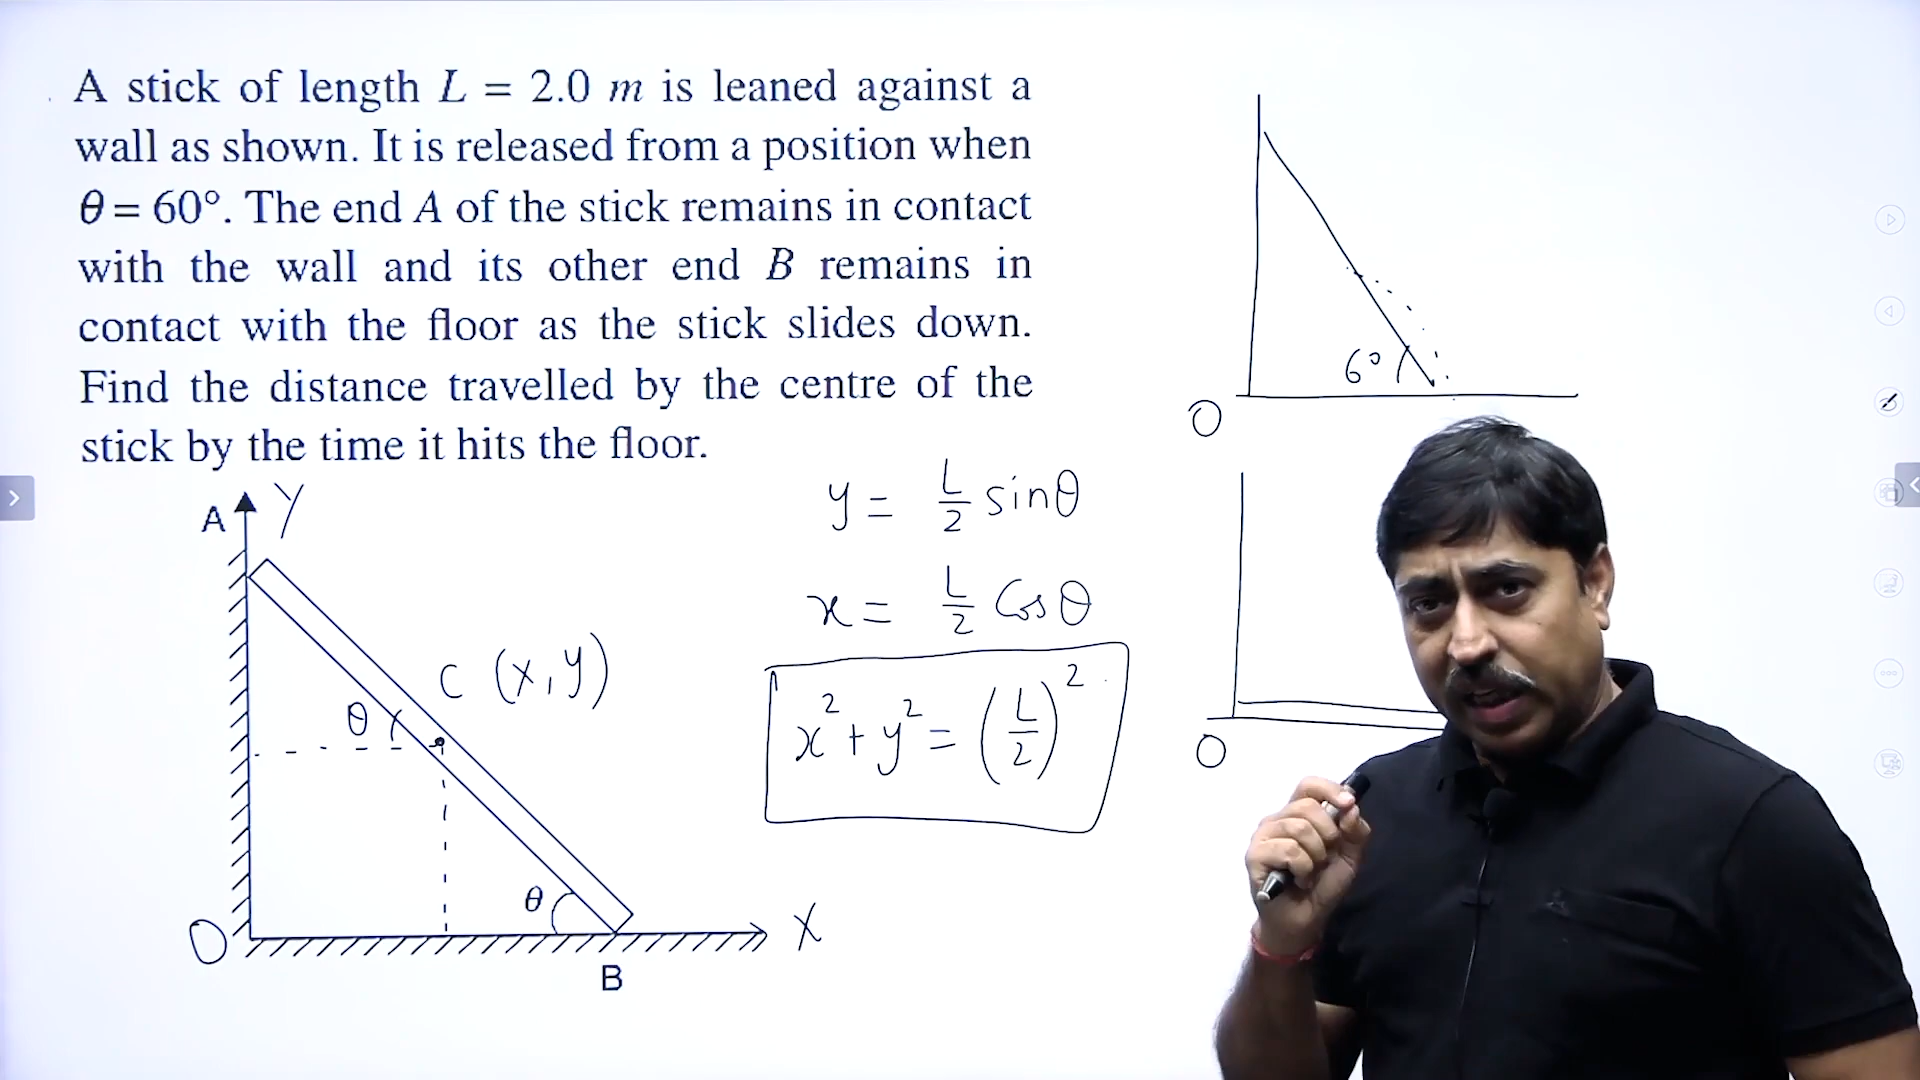 A stick of length L = 2.0 m is leaned against a
wall as shown. It is released from a position when
θ = 60°. The end A of the stick remains in contact
with the wall and its other end B remains in
contact with the floor as the stick slides down.
Find the distance travelled by the centre of the
stick by the time it hits the floor.
A
Y
C (x, y)
θ
θ
O
B
X
y = L/2 sinθ
x = L/2 Cosθ
x² + y² = (L/2)²
60
O
O